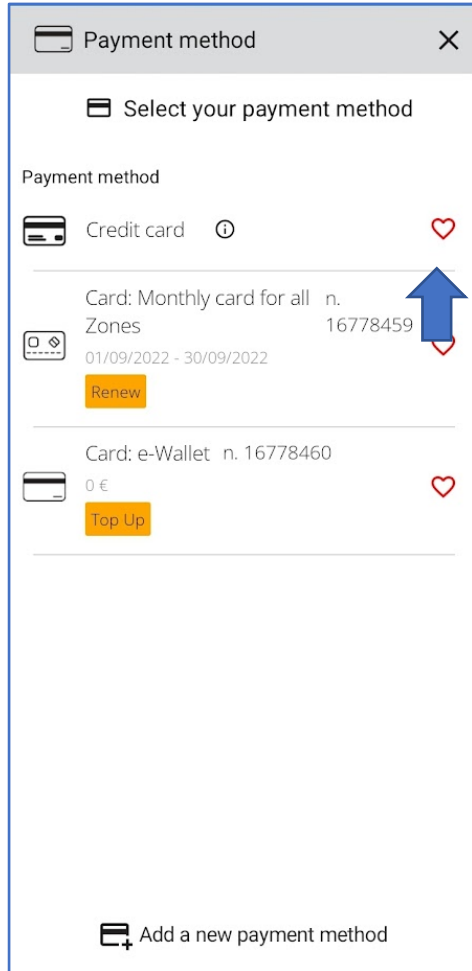 Payment method
Select your payment method
Payment method
Credit card
Card: Monthly card for all n.
Zones 16778459
01/09/2022 - 30/09/2022
Renew
Card: e-Wallet n. 16778460
0 €
Top Up
Add a new payment method